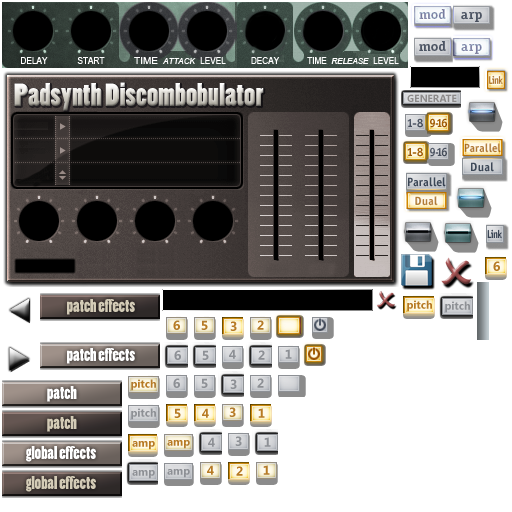 DELAY START TIME ATTACK LEVEL DECAY TIME RELEASE LEVEL
mod arp
mod arp
Link
Padsynth Discombobulator
GENERATE
1-8 9-16
1-8 9-16
Parallel
Dual
Parallel
Dual
Link
6
pitch pitch
patch effects
6 5 3 2
patch effects
6 5 4 2 1
patch
pitch 6 5 3 2
patch
pitch 5 4 3 1
global effects
amp amp 4 3 1
global effects
amp amp 4 2 1